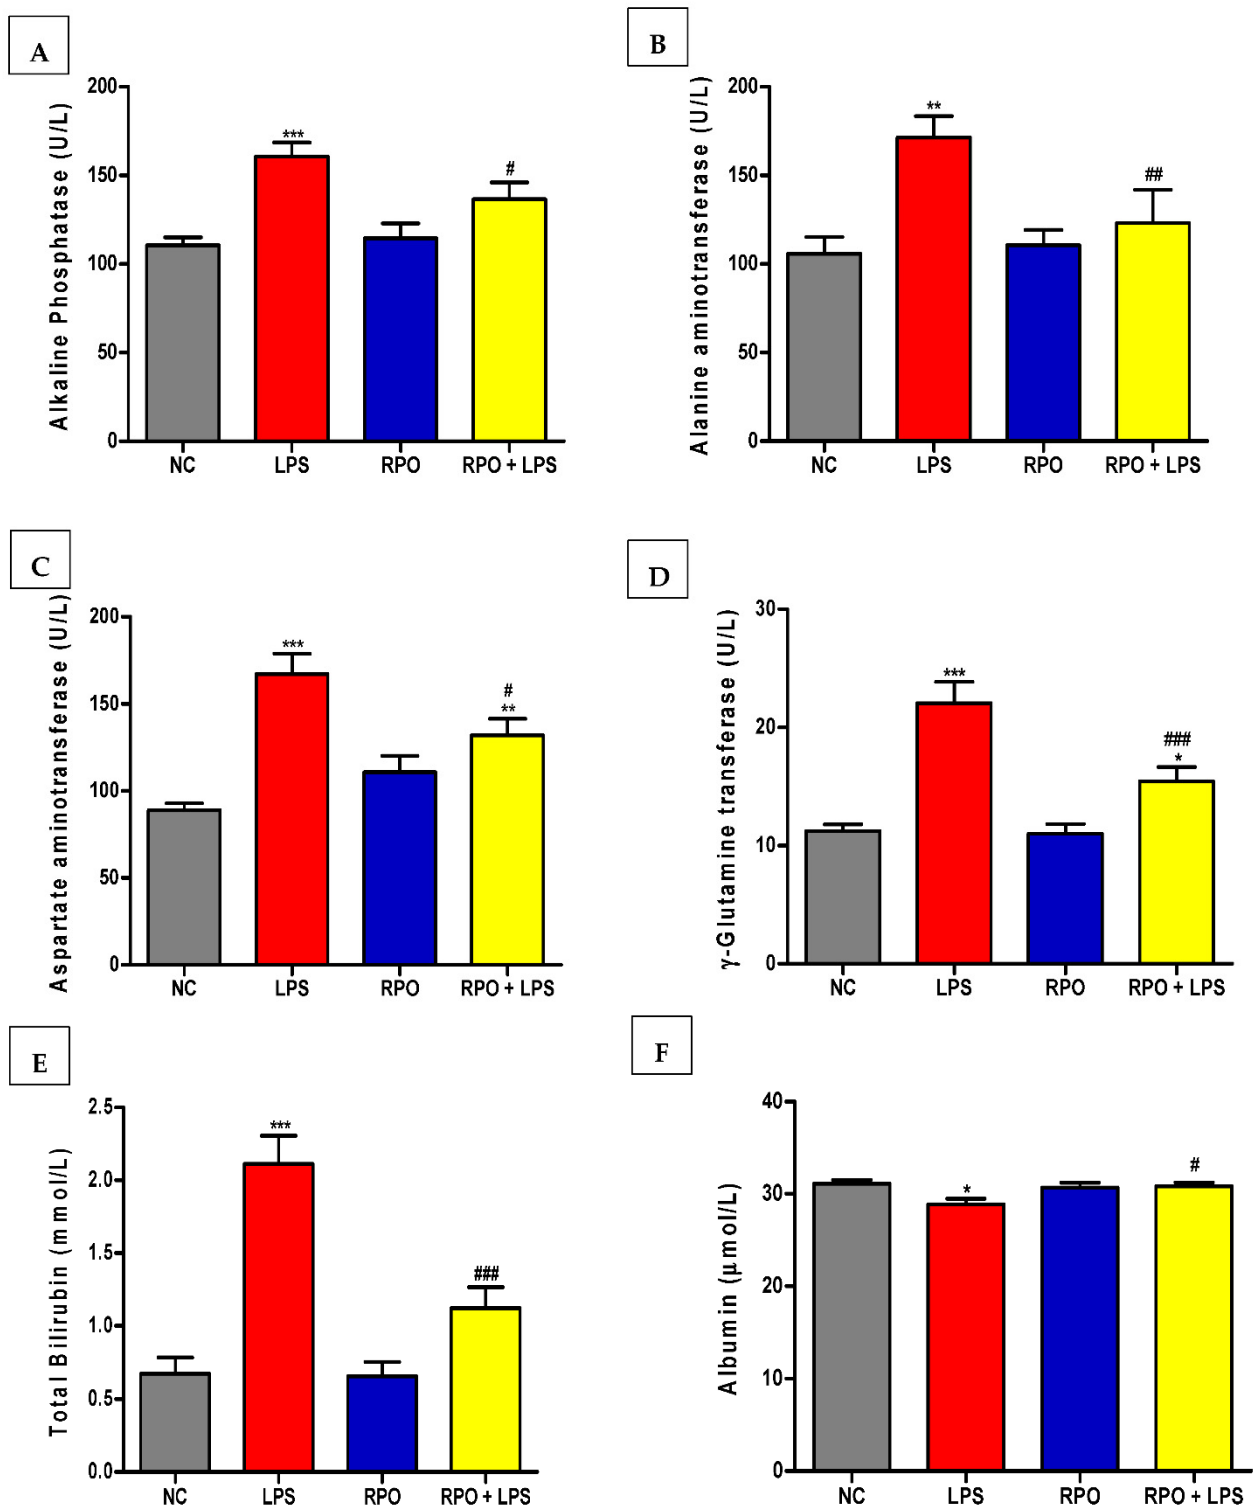 A
Alkaline Phosphatase (U/L)
200
150
100
50
0
***
#
NC LPS RPO RPO + LPS
B
Alanine aminotransferase (U/L)
200
150
100
50
0
**
##
NC LPS RPO RPO + LPS
C
Aspartate aminotransferase (U/L)
200
150
100
50
0
***
#
**
NC LPS RPO RPO + LPS
D
γ-Glutamine transferase (U/L)
30
20
10
0
***
###
*
NC LPS RPO RPO + LPS
E
Total Bilirubin (mmol/L)
2.5
2.0
1.5
1.0
0.5
0.0
***
###
NC LPS RPO RPO + LPS
F
Albumin (µmol/L)
40
30
20
10
0
*
#
NC LPS RPO RPO + LPS